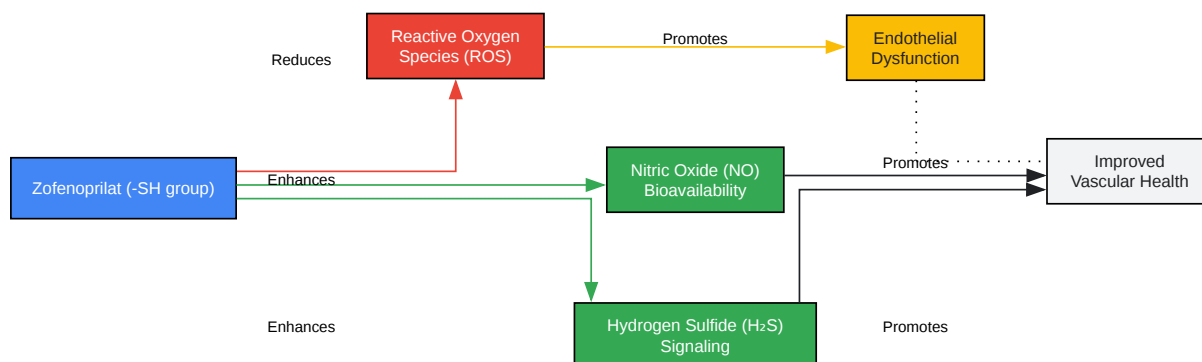 Reactive Oxygen
Species (ROS)
Reduces
Promotes
Endothelial
Dysfunction
Zofenoprilat (-SH group)
Enhances
Nitric Oxide (NO)
Bioavailability
Promotes
Improved
Vascular Health
Enhances
Hydrogen Sulfide (H₂S)
Signaling
Promotes